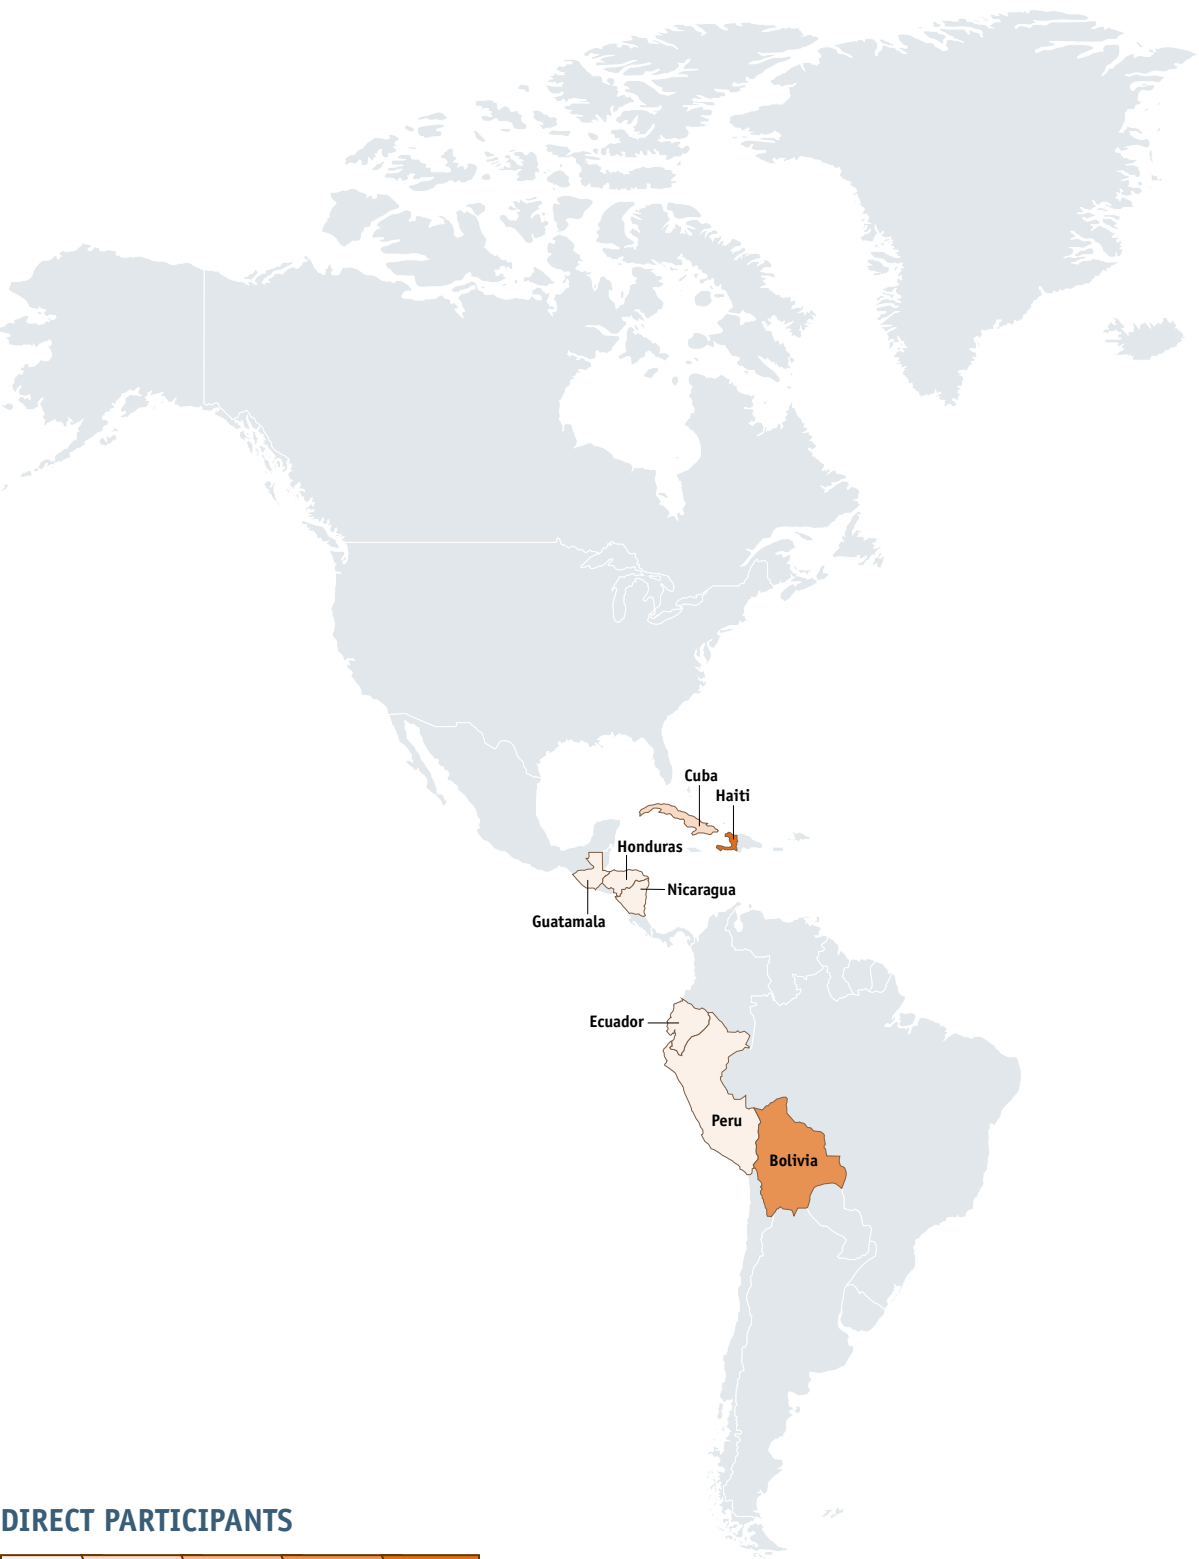 Cuba
Haiti
Honduras
Nicaragua
Guatamala
Ecuador
Peru
Bolivia
DIRECT PARTICIPANTS